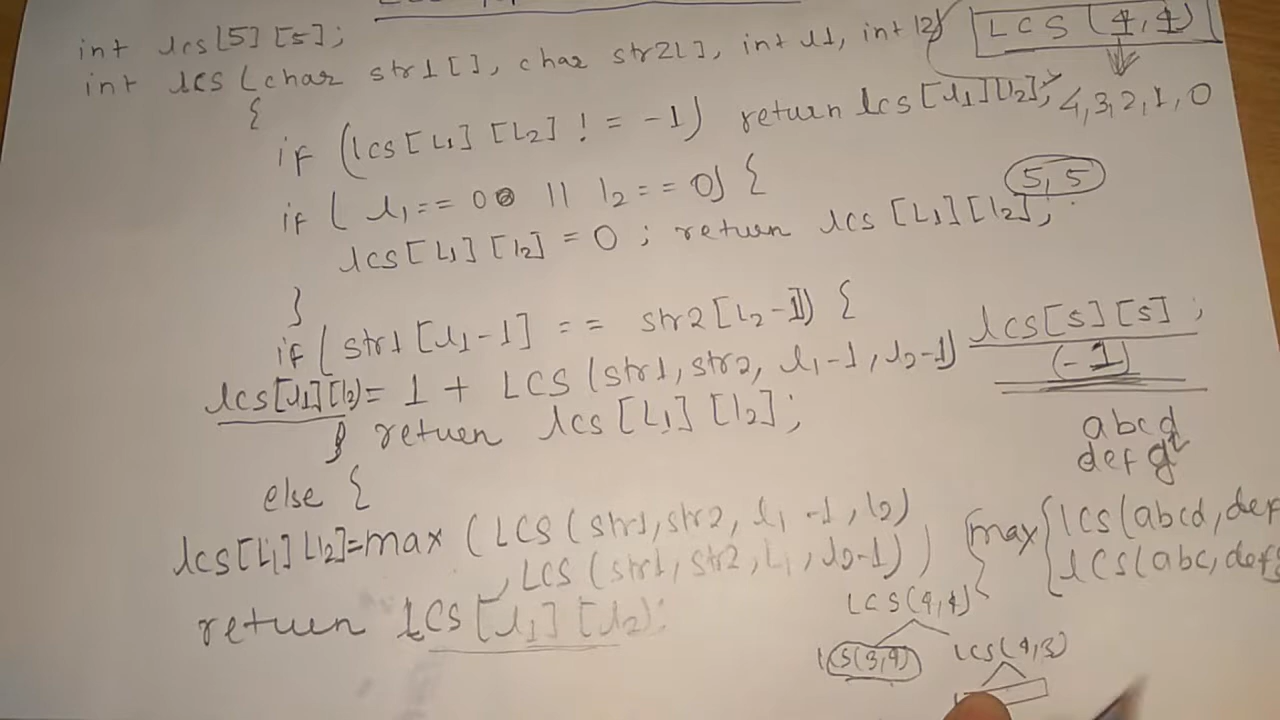 int lcs[5][5];
int lcs (char str1[], char str2[], int l1, int l2)
{
if (lcs[L1][L2] != -1) return lcs[l1][l2];
if (l1 == 0 || l2 == 0) {
lcs[L1][l2] = 0; return lcs[L1][l2];
}
if (str1[l1-1] == str2[L2-1]) {
lcs[l1][l2] = 1 + LCS (str1, str2, l1-1, l2-1)
} return lcs[L1][l2];
else {
lcs[L1][l2] = max (LCS (str1, str2, l1-1, l2)
, LCS (str1, str2, L1, l2-1))
return LCS[l1][l2];
LCS (4,4)
4,3,2,1,0
5,5
lcs[5][5];
(-1)
abcd
defg
max { lcs(abcd, def
lcs(abc, defg
LCS(4,4)
(3,4) lcs(4,3)